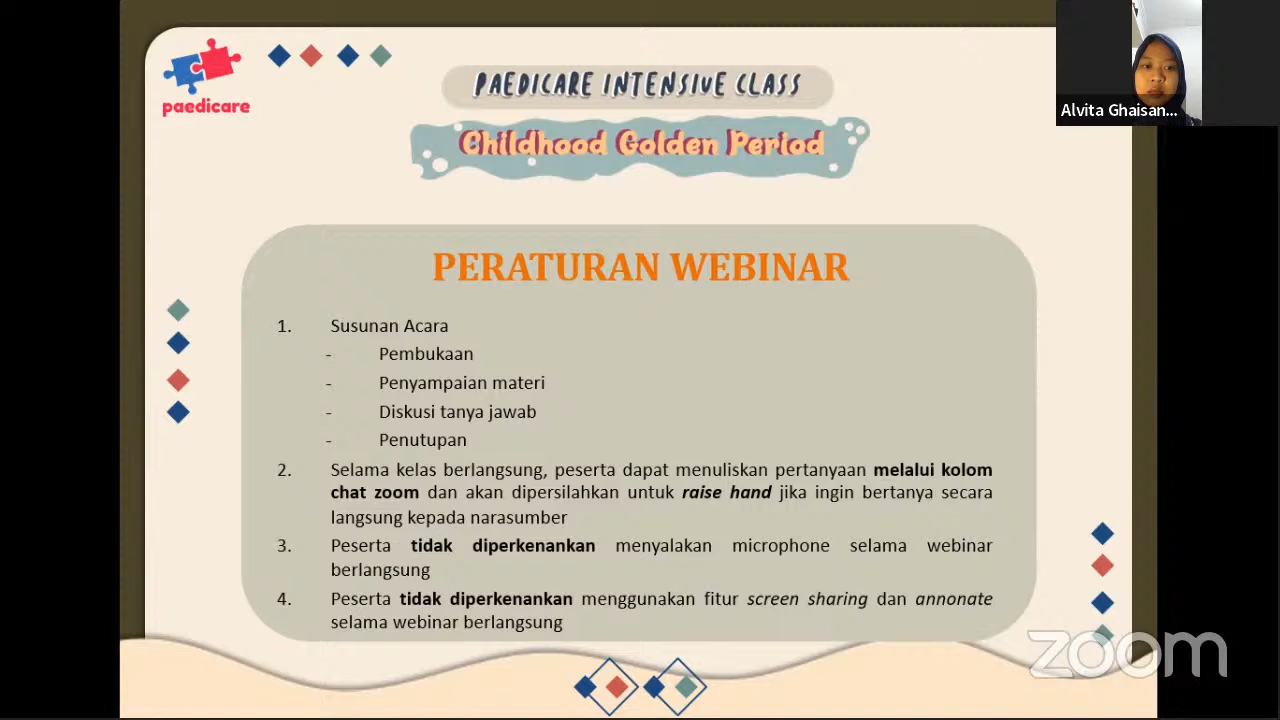 paedicare
PAEDICARE INTENSIVE CLASS
Childhood Golden Period
Alvita Ghaisan...
PERATURAN WEBINAR
1. Susunan Acara
- Pembukaan
- Penyampaian materi
- Diskusi tanya jawab
- Penutupan
2. Selama kelas berlangsung, peserta dapat menuliskan pertanyaan melalui kolom
chat zoom dan akan dipersilahkan untuk raise hand jika ingin bertanya secara
langsung kepada narasumber
3. Peserta tidak diperkenankan menyalakan microphone selama webinar
berlangsung
4. Peserta tidak diperkenankan menggunakan fitur screen sharing dan annonate
selama webinar berlangsung
zoom